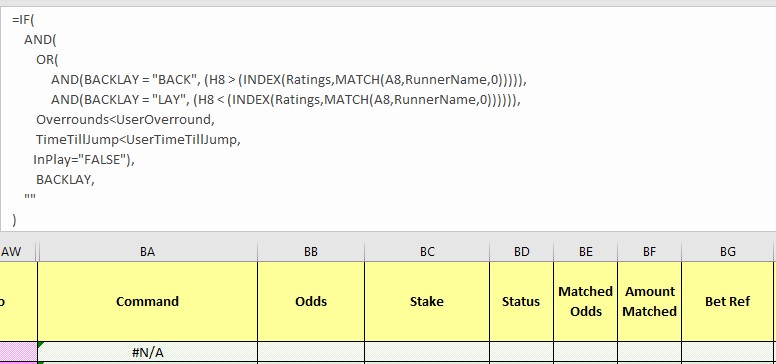 =IF(
AND(
OR(
AND(BACKLAY = "BACK", (H8 > (INDEX(Ratings,MATCH(A8,RunnerName,0))))),
AND(BACKLAY = "LAY", (H8 < (INDEX(Ratings,MATCH(A8,RunnerName,0)))))),
Overrounds<UserOverround,
TimeTillJump<UserTimeTillJump,
InPlay="FALSE"),
BACKLAY,
""
)
AW BA BB BC BD BE BF BG
Command Odds Stake Status Matched Odds Amount Matched Bet Ref
#N/A